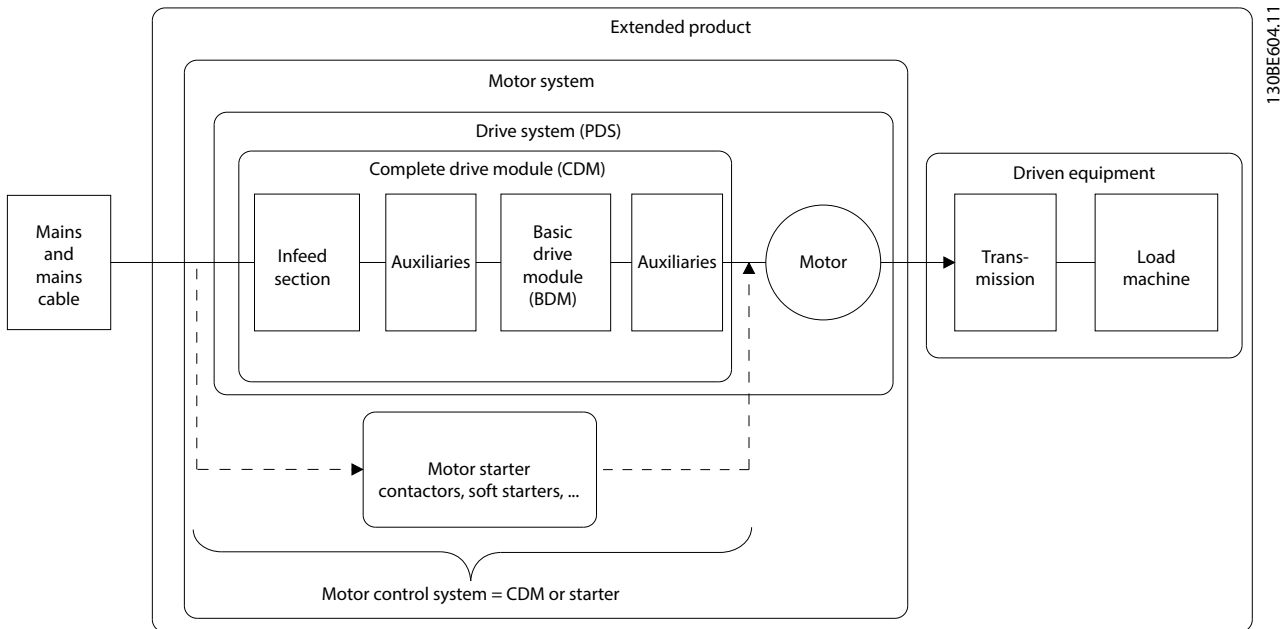 Extended product
130BE604.11
Motor system
Drive system (PDS)
Complete drive module (CDM)
Driven equipment
Mains
and
mains
cable
Infeed
section
Auxiliaries
Basic
drive
module
(BDM)
Auxiliaries
Motor
Trans-
mission
Load
machine
Motor starter
contactors, soft starters, ...
Motor control system = CDM or starter